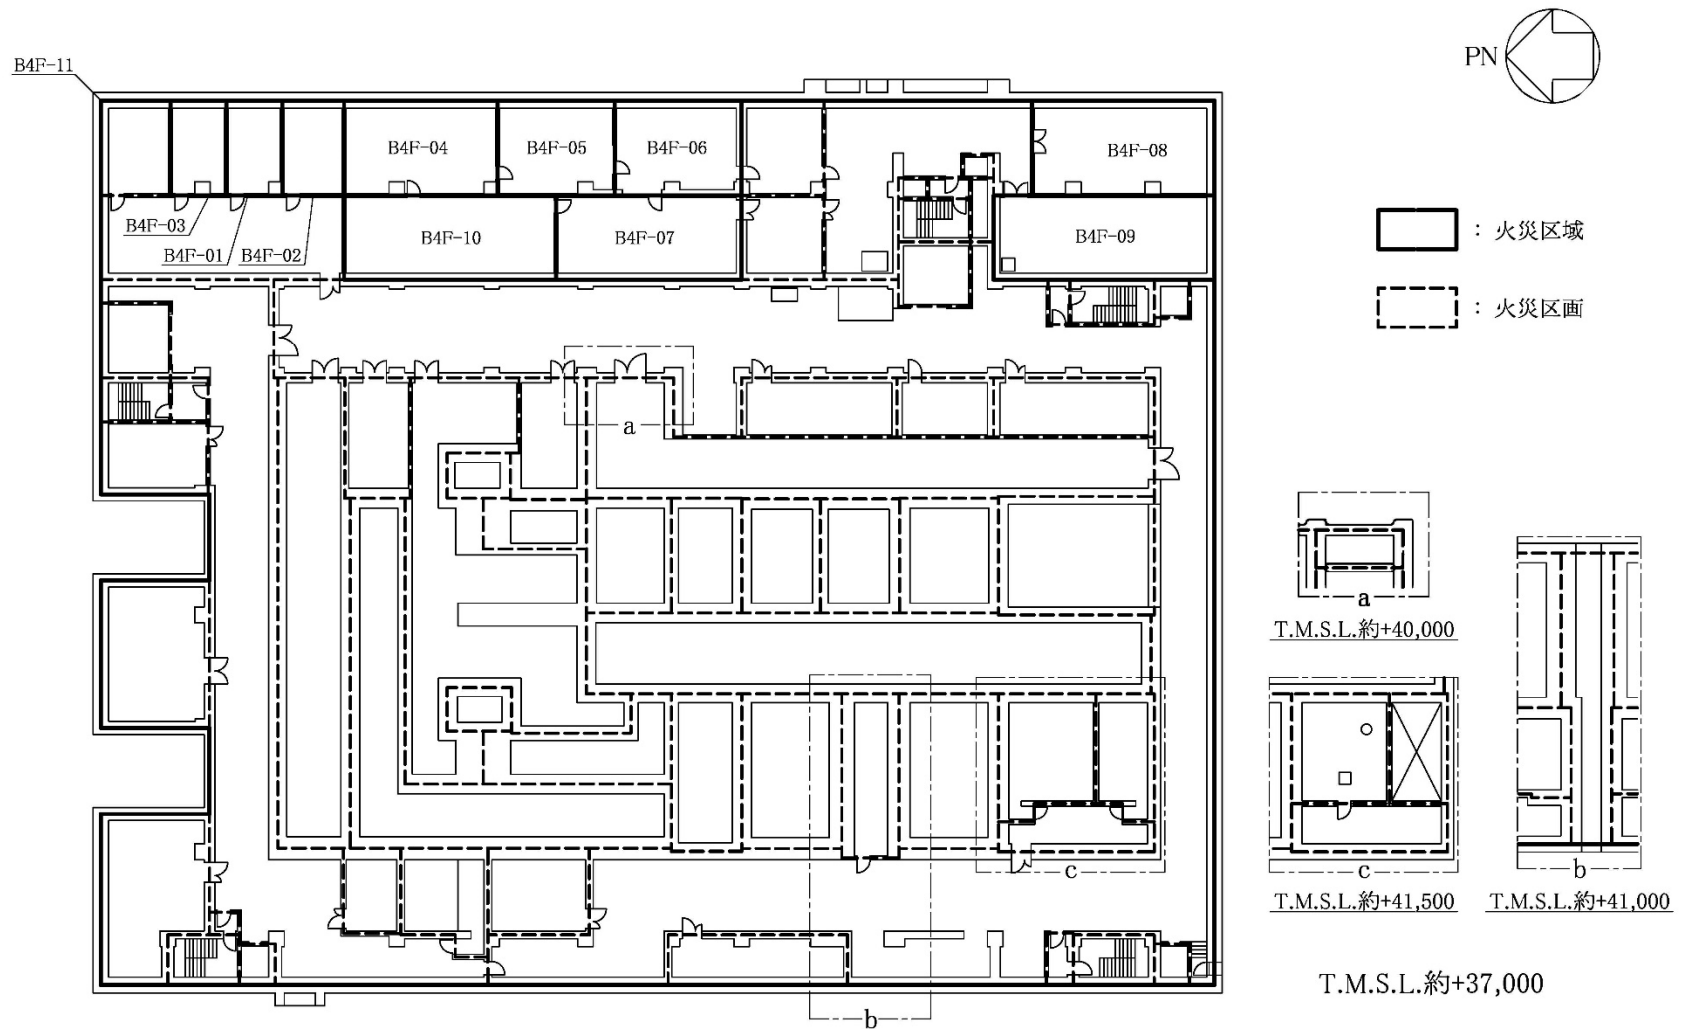 PN
B4F-11
B4F-04
B4F-05
B4F-06
B4F-08
B4F-03
B4F-01
B4F-02
B4F-10
B4F-07
B4F-09
： 火災区域
： 火災区画
a
a
T.M.S.L.約+40,000
c
c
T.M.S.L.約+41,500
b
T.M.S.L.約+41,000
T.M.S.L.約+37,000
b